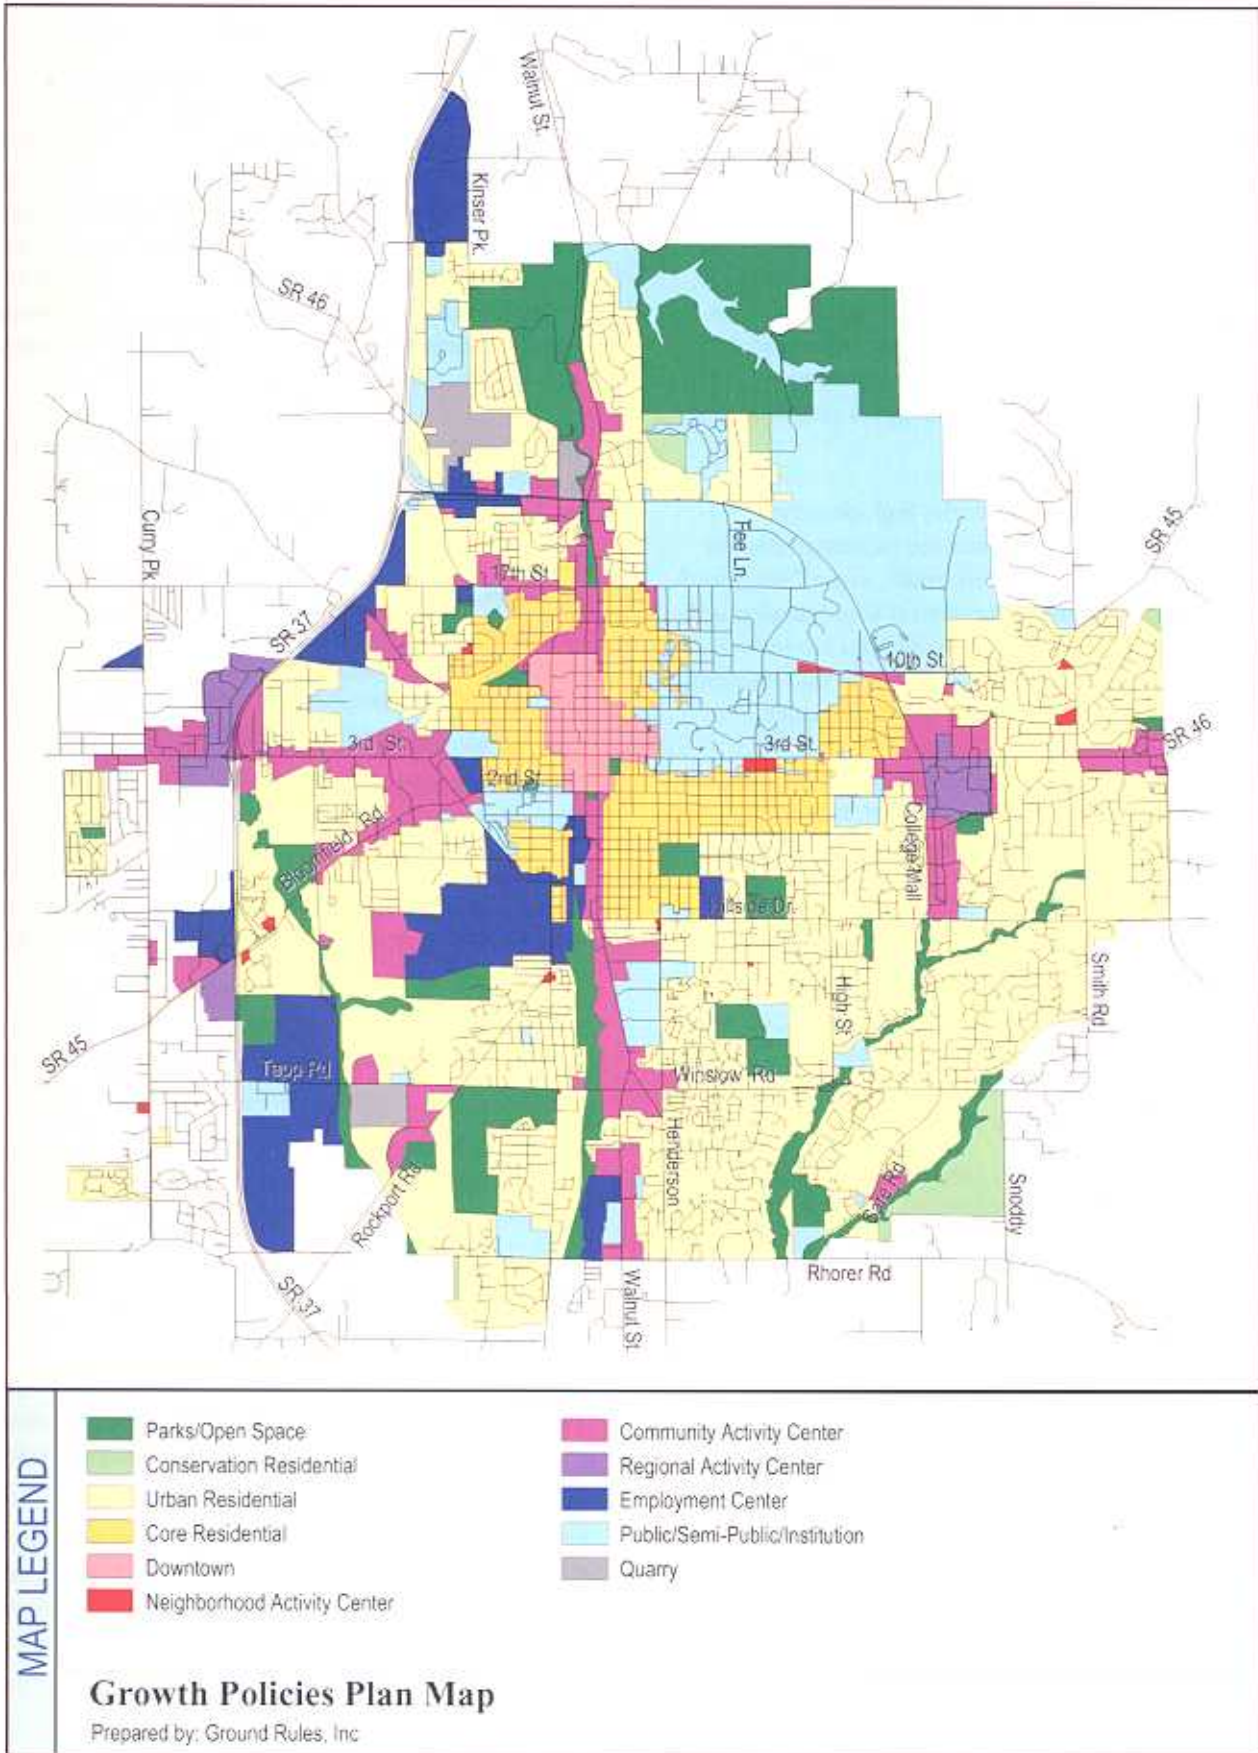 Walnut St.
Kinser Pk.
SR 46
Curry Pk
SR 45
Fee Ln.
17th St
SR 37
10th St.
3rd St.
3rd St.
SR 46
2nd St
Bloomfield Rd
College Mall
Hillside Dr.
High St
Smith Rd
SR 45
Tapp Rd
Winslow Rd
Henderson
Rockport Rd
Sare Rd
Snoddy
Rhorer Rd
SR 37
Walnut St
MAP LEGEND
Parks/Open Space
Conservation Residential
Urban Residential
Core Residential
Downtown
Neighborhood Activity Center
Community Activity Center
Regional Activity Center
Employment Center
Public/Semi-Public/Institution
Quarry
Growth Policies Plan Map
Prepared by: Ground Rules, Inc